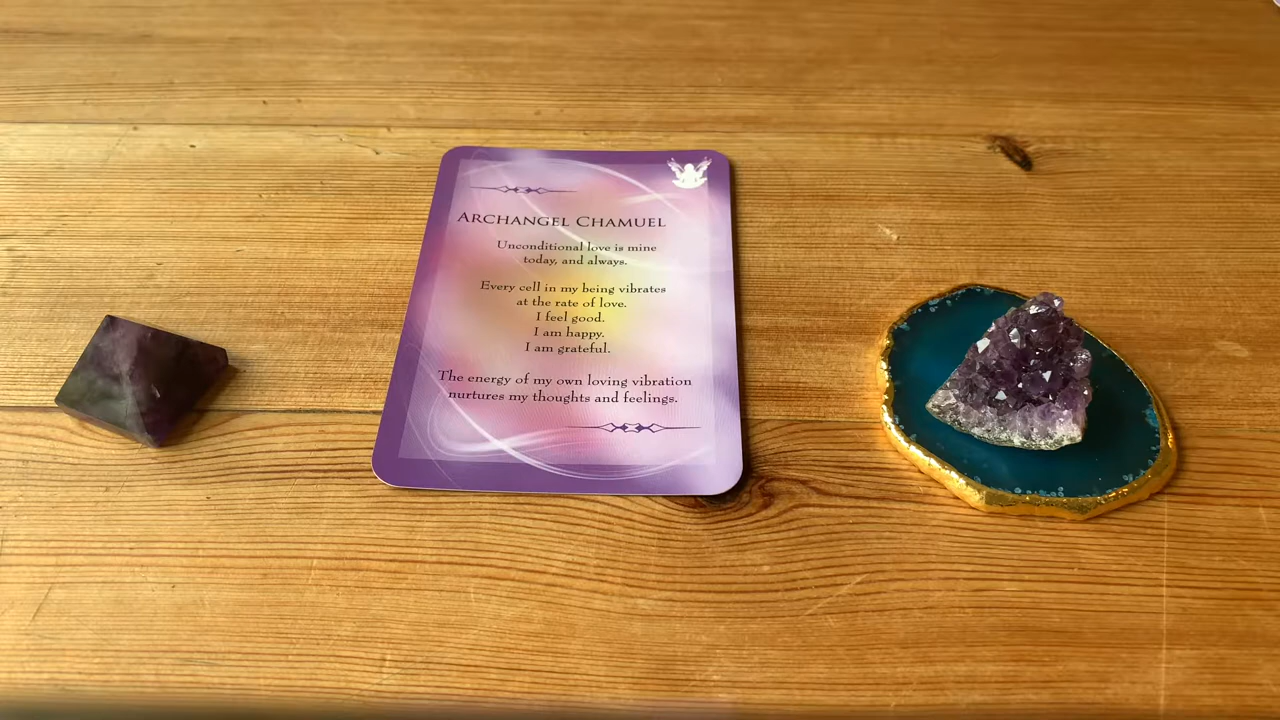 Archangel Chamuel
Unconditional love is mine
today, and always.
Every cell in my being vibrates
at the rate of love.
I feel good.
I am happy.
I am grateful.
The energy of my own loving vibration
nurtures my thoughts and feelings.